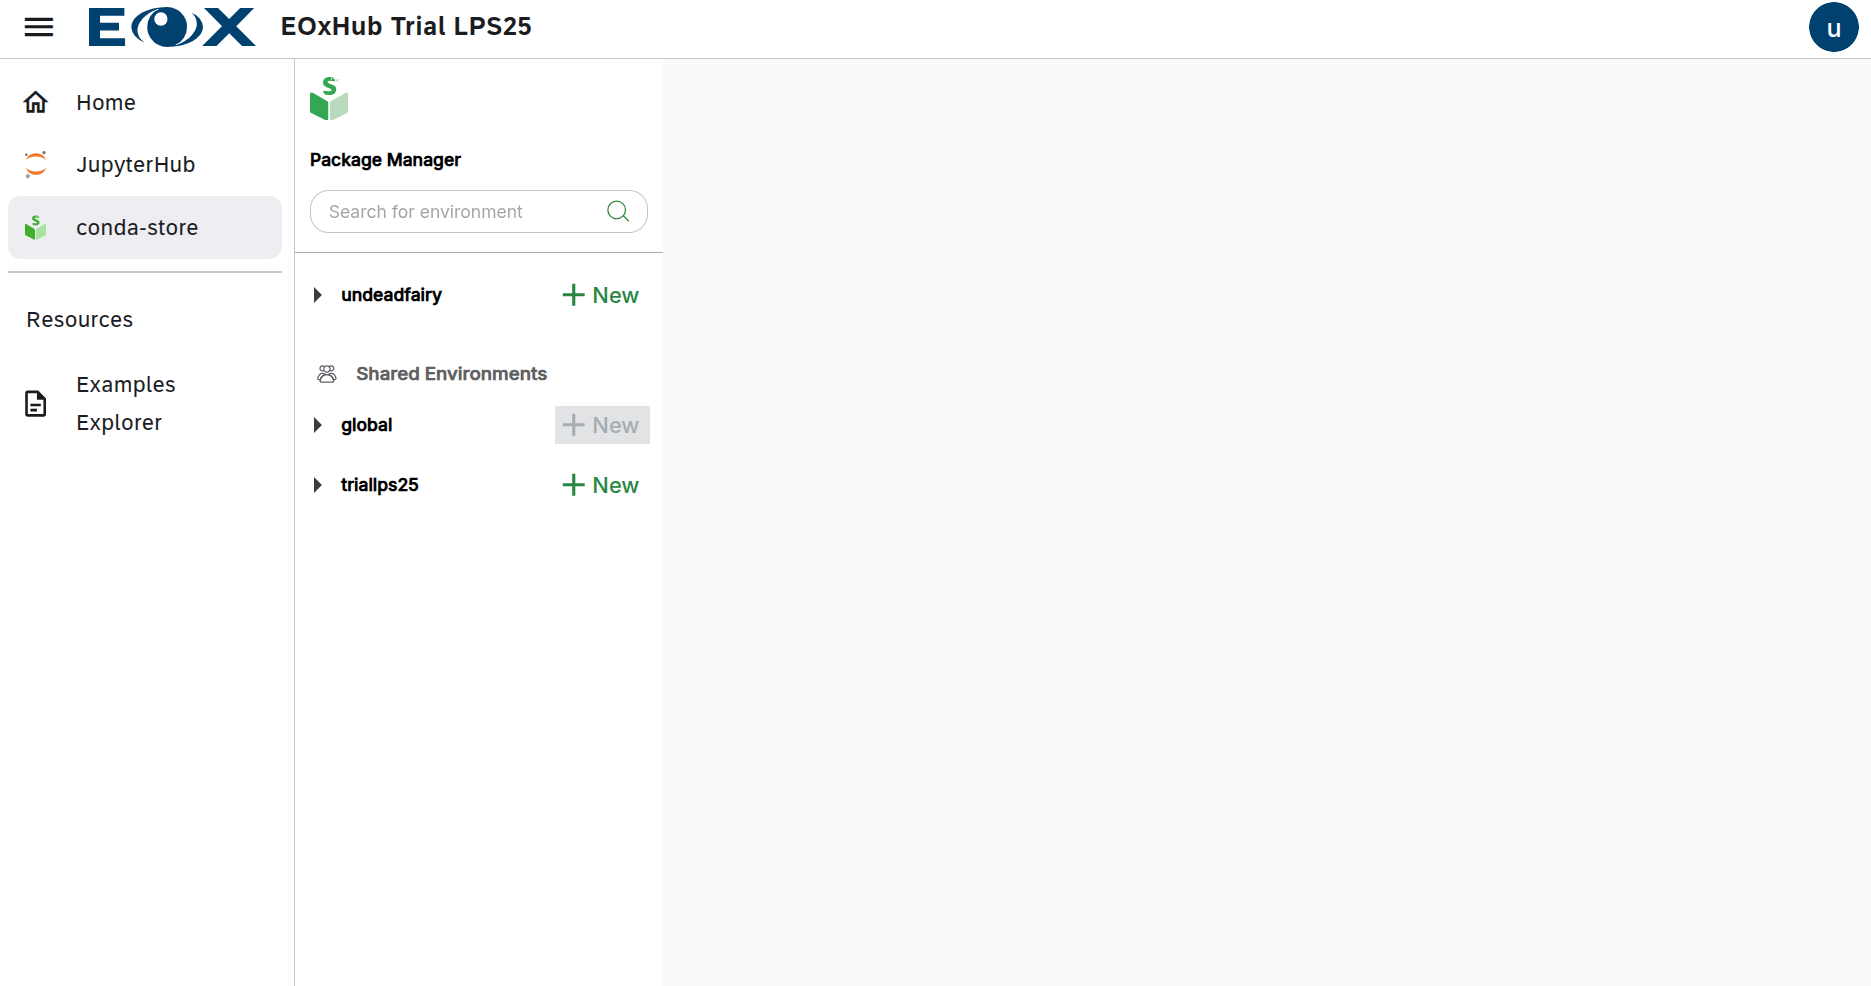 EOX
EOxHub Trial LPS25
u
Home
JupyterHub
conda-store
Resources
Examples
Explorer
S
Package Manager
Search for environment
undeadfairy
New
Shared Environments
global
New
triallps25
New